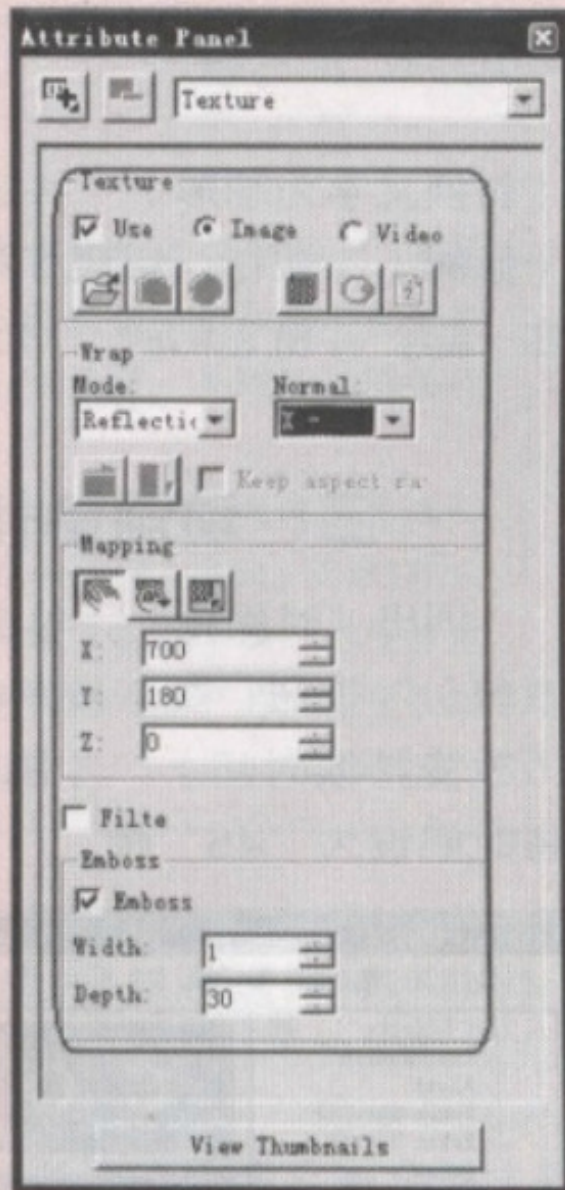 Attribute Panel
Texture
Texture
Use Image Video
Wrap
Mode: Normal:
Reflectic X -
Keep aspect ra
Mapping
X: 700
Y: 180
Z: 0
Filte
Emboss
Emboss
Width: 1
Depth: 30
View Thumbnails